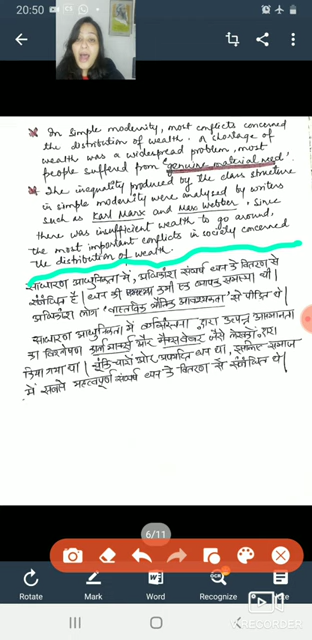 20:50
84%
In simple modernity, most conflicts concerned
the distribution of wealth. A shortage of
wealth was a widespread problem, most
people suffered from 'genuine material need'.
The inequality produced by the class structure
in simple modernity were analysed by writers
such as Karl Marx and Max Webber. Since
there was insufficient wealth to go around,
the most important conflicts in society concerned
the distribution of wealth.
साधारण आधुनिकता में, अधिकांश संघर्ष धन के वितरण से
संबंधित हैं। धन की समस्या कमी एक व्यापक समस्या थी।
अधिकांश लोग 'वास्तविक भौतिक आवश्यकता' से पीड़ित थे।
साधारण आधुनिकता में द्वारा उत्पन्न असमानता
का विश्लेषण कार्ल मार्क्स और मैक्स वेबर जैसे लेखकों द्वारा
किया गया था। चूंकि चारों और अपर्याप्त धन था, इसलिए समाज
में सबसे महत्वपूर्ण संघर्ष धन के वितरण से संबंधित थे।
6/11
Rotate
Mark
Word
Recognize
OCR
RECORDER